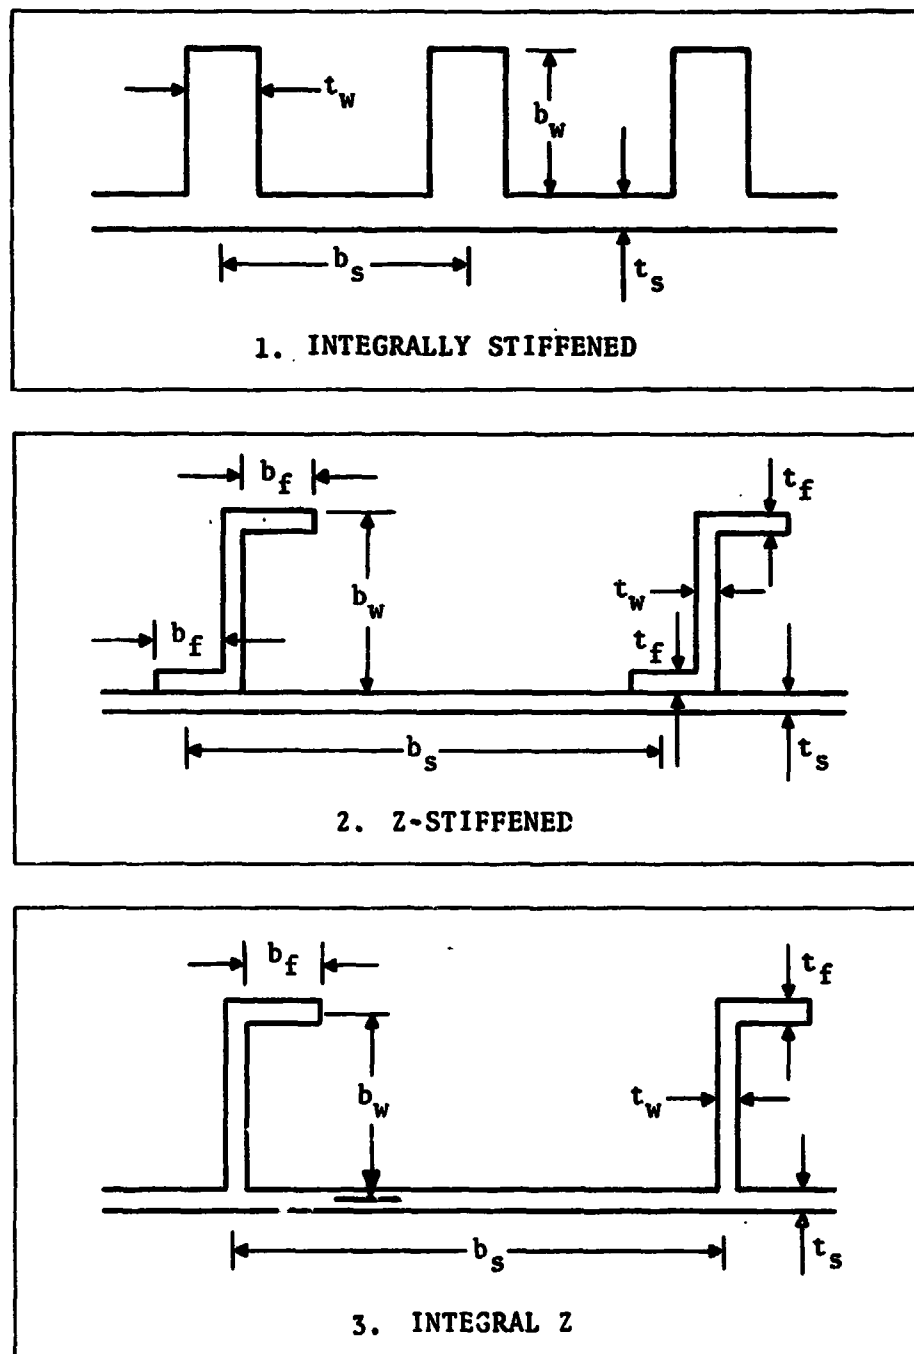 t_w
b_w
b_s
t_s
1. INTEGRALLY STIFFENED
b_f
t_f
b_w
t_w
b_f
t_f
b_s
t_s
2. Z-STIFFENED
b_f
t_f
b_w
t_w
b_s
t_s
3. INTEGRAL Z